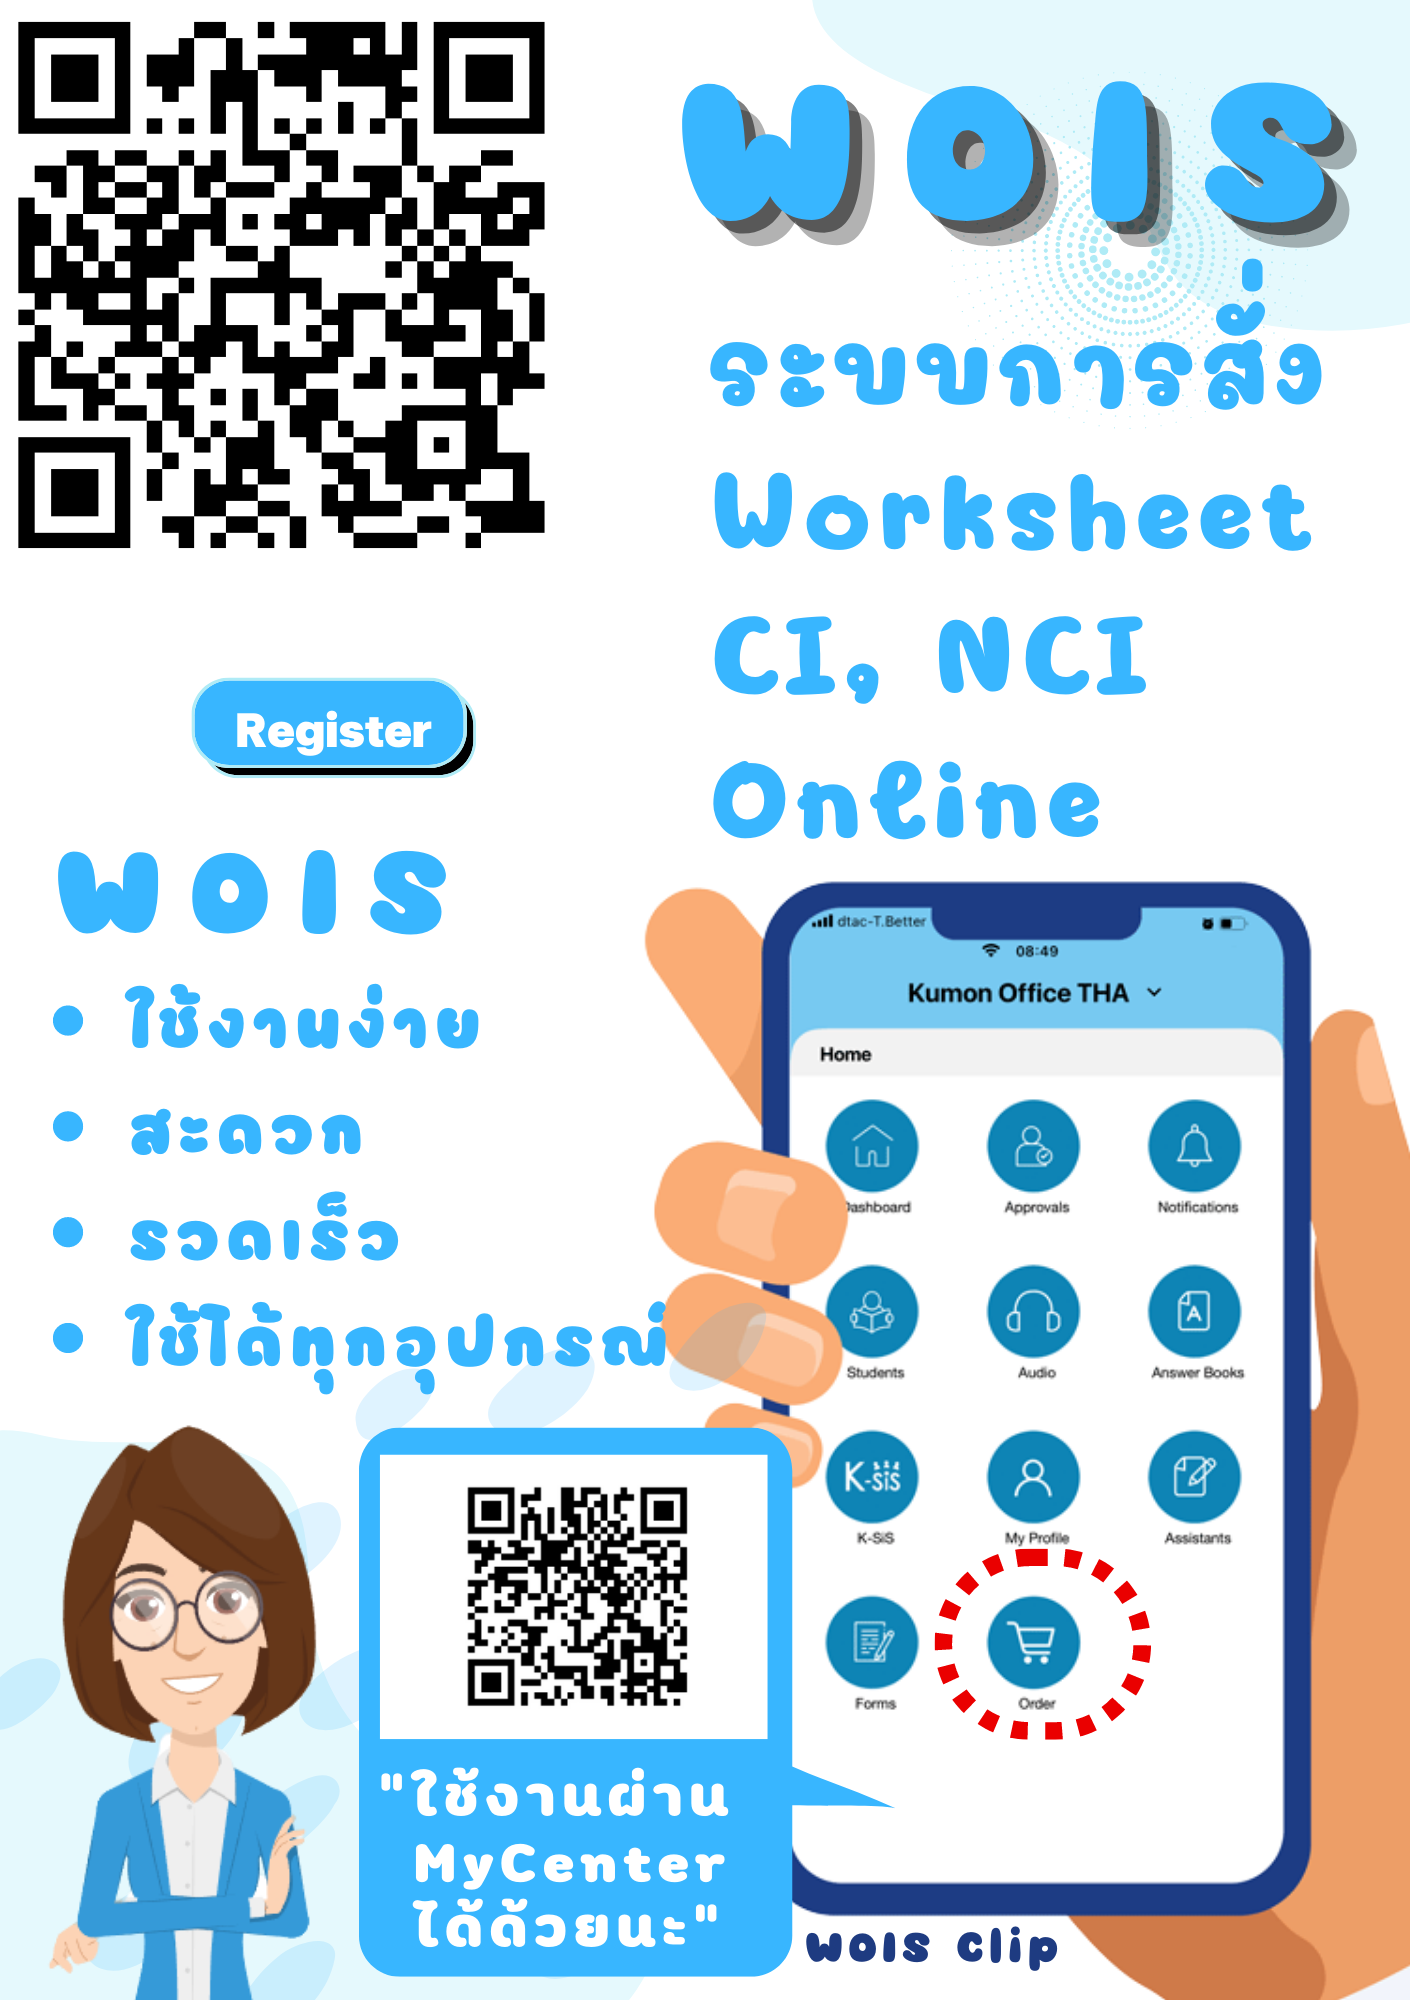 WOIS
ระบบการสั่ง
Worksheet
CI, NCI
Online
Register
WOIS
• ใช้งานง่าย
• สะดวก
• รวดเร็ว
• ใช้ได้ทุกอุปกรณ์
dtac-T.Better
08:49
Kumon Office THA
Home
Dashboard Approvals Notifications
Students Audio Answer Books
K-SiS
K-SiS My Profile Assistants
A
Forms Order
"ใช้งานผ่าน
MyCenter
ได้ด้วยนะ"
WOIS Clip